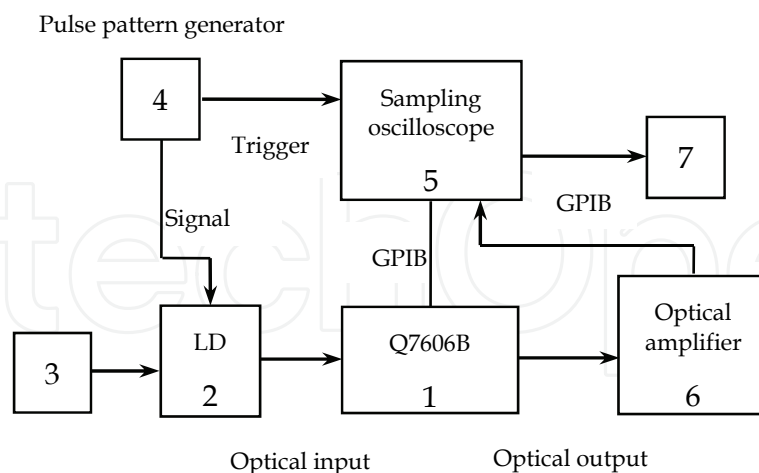 Pulse pattern generator
4
Sampling
oscilloscope
5
Trigger
7
GPIB
Signal
GPIB
LD
2
Q7606B
1
Optical
amplifier
6
3
Optical input
Optical output